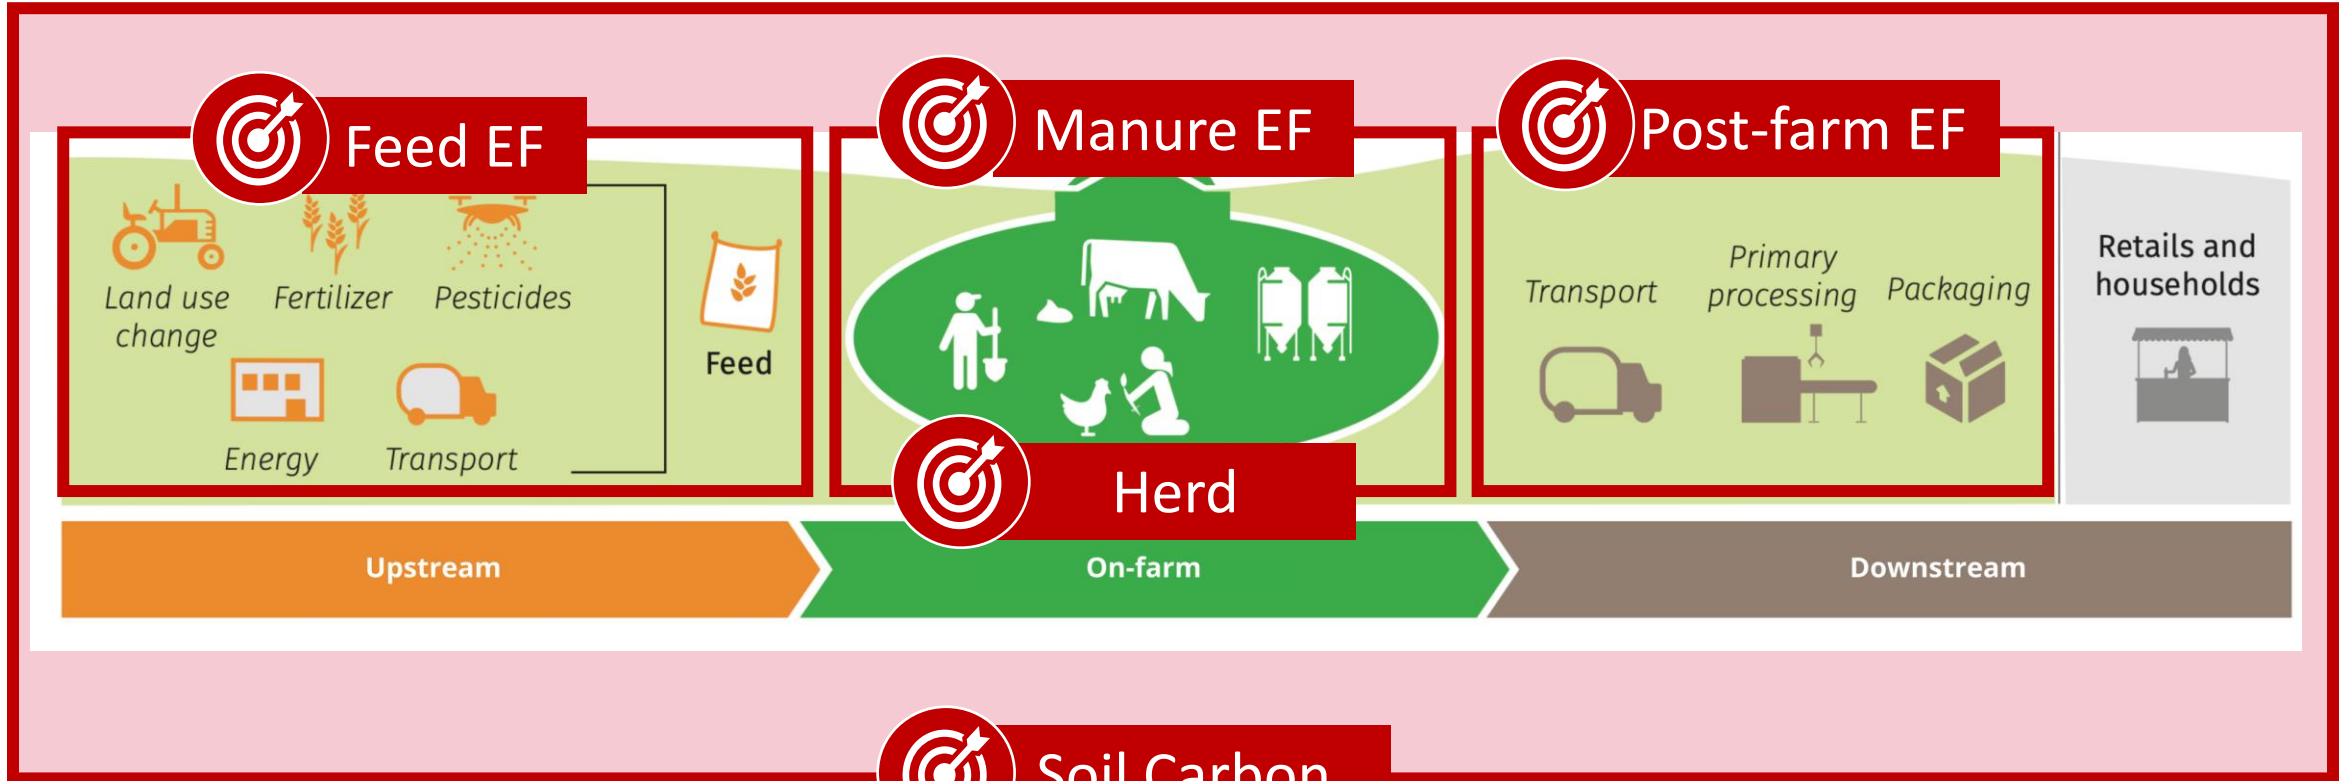 Feed EF
Manure EF
Post-farm EF
Land use
change
Fertilizer
Pesticides
Energy
Transport
Feed
Transport
Primary
processing
Packaging
Retails and
households
Herd
Upstream
On-farm
Downstream
Soil Carbon